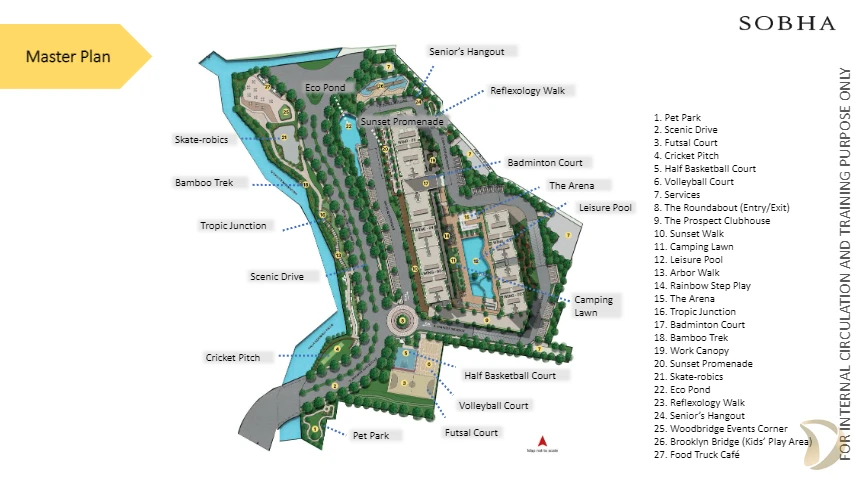 SOBHA
Master Plan
Senior's Hangout
Eco Pond
Reflexology Walk
Sunset Promenade
Skate-robics
Badminton Court
Bamboo Trek
The Arena
Leisure Pool
Tropic Junction
Scenic Drive
Camping
Lawn
Cricket Pitch
Half Basketball Court
Volleyball Court
Futsal Court
Pet Park
Map not to scale
1. Pet Park
2. Scenic Drive
3. Futsal Court
4. Cricket Pitch
5. Half Basketball Court
6. Volleyball Court
7. Services
8. The Roundabout (Entry/Exit)
9. The Prospect Clubhouse
10. Sunset Walk
11. Camping Lawn
12. Leisure Pool
13. Arbor Walk
14. Rainbow Step Play
15. The Arena
16. Tropic Junction
17. Badminton Court
18. Bamboo Trek
19. Work Canopy
20. Sunset Promenade
21. Skate-robics
22. Eco Pond
23. Reflexology Walk
24. Senior's Hangout
25. Woodbridge Events Corner
26. Brooklyn Bridge (Kids' Play Area)
27. Food Truck Café
FOR INTERNAL CIRCULATION AND TRAINING PURPOSE ONLY